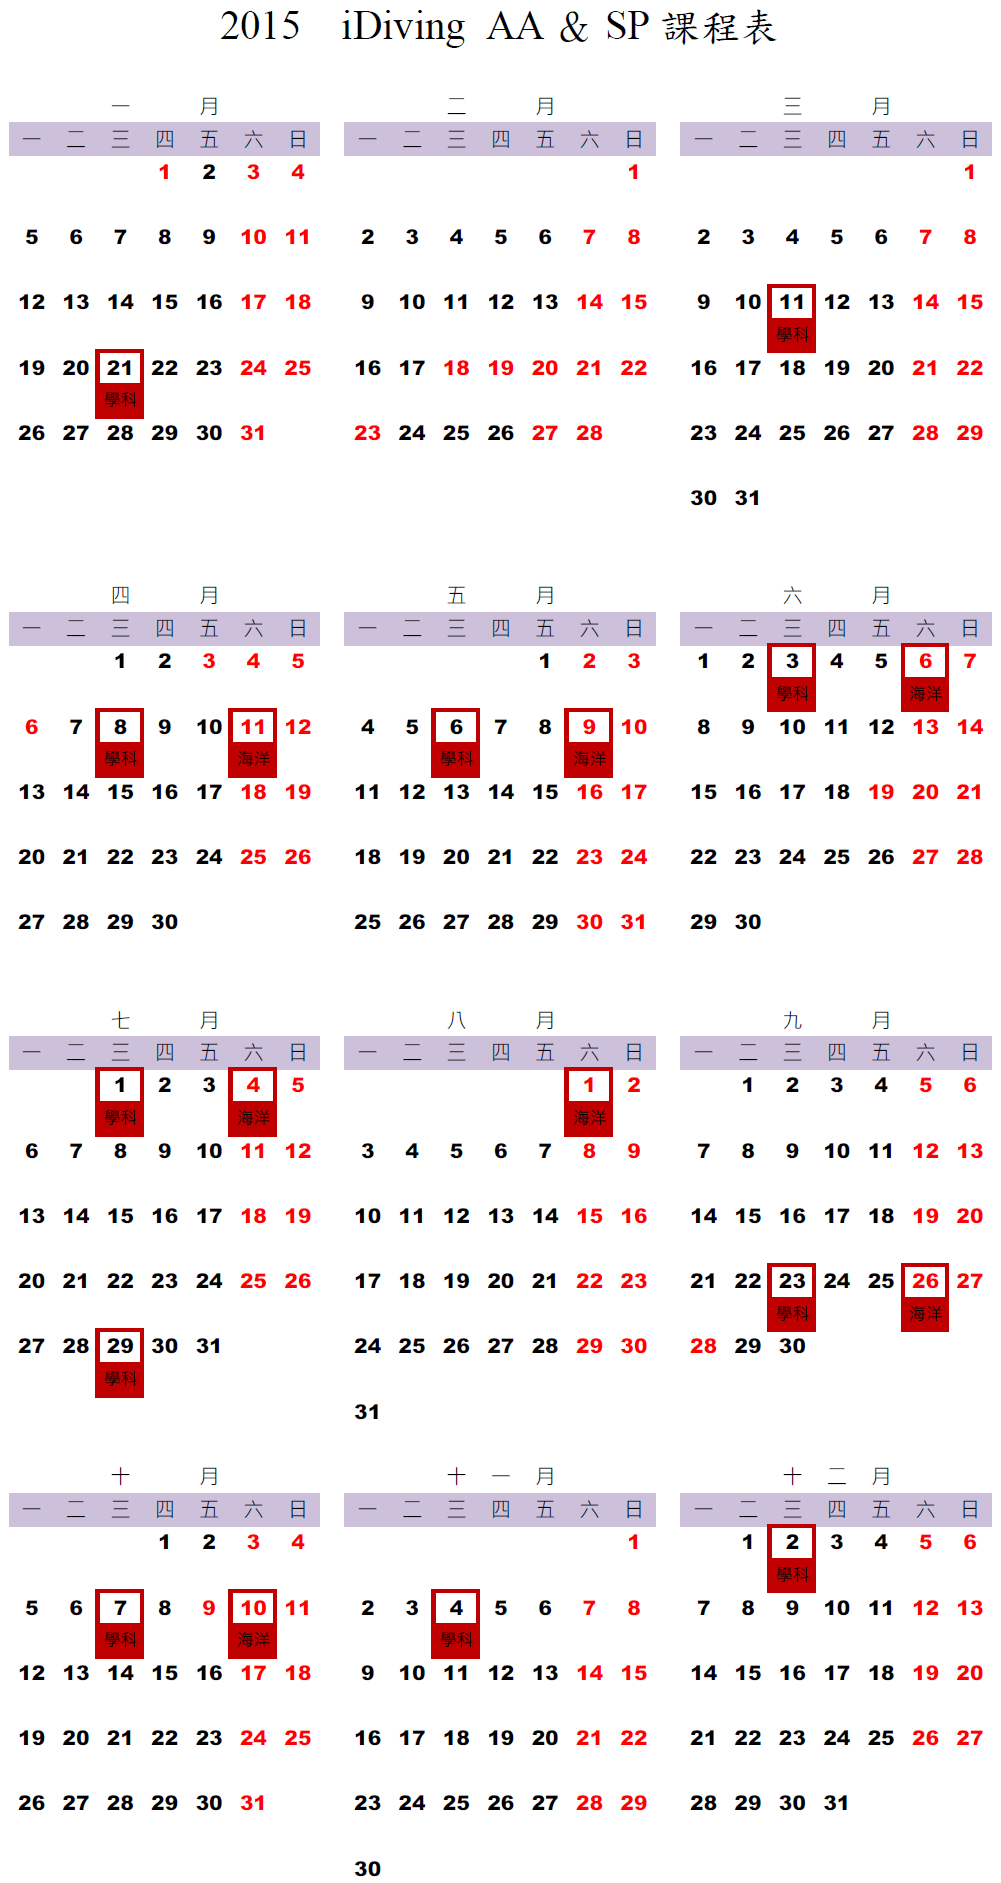 2015 iDiving AA & SP 課程表
一 月
一 二 三 四 五 六 日
1 2 3 4
5 6 7 8 9 10 11
12 13 14 15 16 17 18
19 20 21 22 23 24 25
學科
26 27 28 29 30 31
二 月
一 二 三 四 五 六 日
1
2 3 4 5 6 7 8
9 10 11 12 13 14 15
16 17 18 19 20 21 22
23 24 25 26 27 28
三 月
一 二 三 四 五 六 日
1
2 3 4 5 6 7 8
9 10 11 12 13 14 15
學科
16 17 18 19 20 21 22
23 24 25 26 27 28 29
30 31
四 月
一 二 三 四 五 六 日
1 2 3 4 5
6 7 8 9 10 11 12
學科 海洋
13 14 15 16 17 18 19
20 21 22 23 24 25 26
27 28 29 30
五 月
一 二 三 四 五 六 日
1 2 3
4 5 6 7 8 9 10
學科 海洋
11 12 13 14 15 16 17
18 19 20 21 22 23 24
25 26 27 28 29 30 31
六 月
一 二 三 四 五 六 日
1 2 3 4 5 6 7
學科 海洋
8 9 10 11 12 13 14
15 16 17 18 19 20 21
22 23 24 25 26 27 28
29 30
七 月
一 二 三 四 五 六 日
1 2 3 4 5
學科 海洋
6 7 8 9 10 11 12
13 14 15 16 17 18 19
20 21 22 23 24 25 26
27 28 29 30 31
學科
八 月
一 二 三 四 五 六 日
1 2
海洋
3 4 5 6 7 8 9
10 11 12 13 14 15 16
17 18 19 20 21 22 23
24 25 26 27 28 29 30
31
九 月
一 二 三 四 五 六 日
1 2 3 4 5 6
7 8 9 10 11 12 13
14 15 16 17 18 19 20
21 22 23 24 25 26 27
學科 海洋
28 29 30
十 月
一 二 三 四 五 六 日
1 2 3 4
5 6 7 8 9 10 11
學科 海洋
12 13 14 15 16 17 18
19 20 21 22 23 24 25
26 27 28 29 30 31
十 一 月
一 二 三 四 五 六 日
1
2 3 4 5 6 7 8
學科
9 10 11 12 13 14 15
16 17 18 19 20 21 22
23 24 25 26 27 28 29
30
十 二 月
一 二 三 四 五 六 日
1 2 3 4 5 6
學科
7 8 9 10 11 12 13
14 15 16 17 18 19 20
21 22 23 24 25 26 27
28 29 30 31